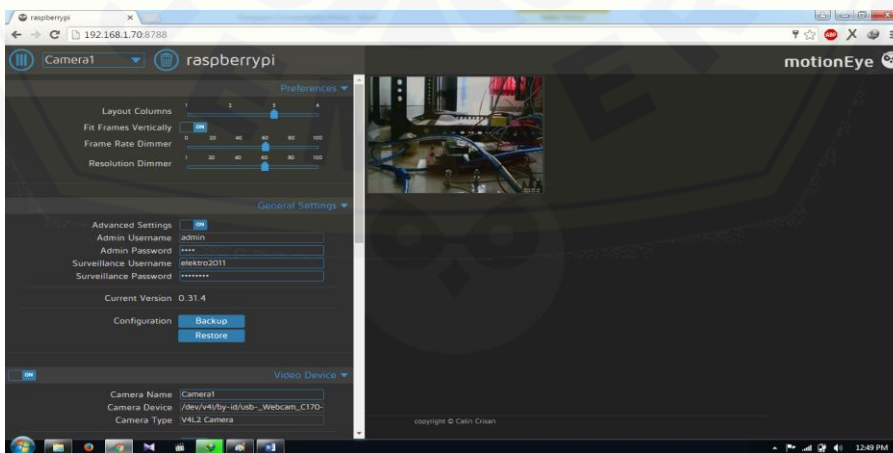 raspberrypi
192.168.1.70:8788
ABP
Camera1
raspberrypi
motionEye
Preferences
Layout Columns
1 2 3 4
Fit Frames Vertically ON
Frame Rate Dimmer
0 20 40 60 80 100
Resolution Dimmer
1 20 40 60 80 100
General Settings
Advanced Settings ON
Admin Username admin
Admin Password ••••
Surveillance Username elektro2011
Surveillance Password ••••••••
Current Version 0.31.4
Configuration Backup
Restore
ON Video Device
Camera Name Camera1
Camera Device /dev/v4l/by-id/usb-_Webcam_C170-
Camera Type V4L2 Camera
copyright © Calin Crisan
12:49 PM